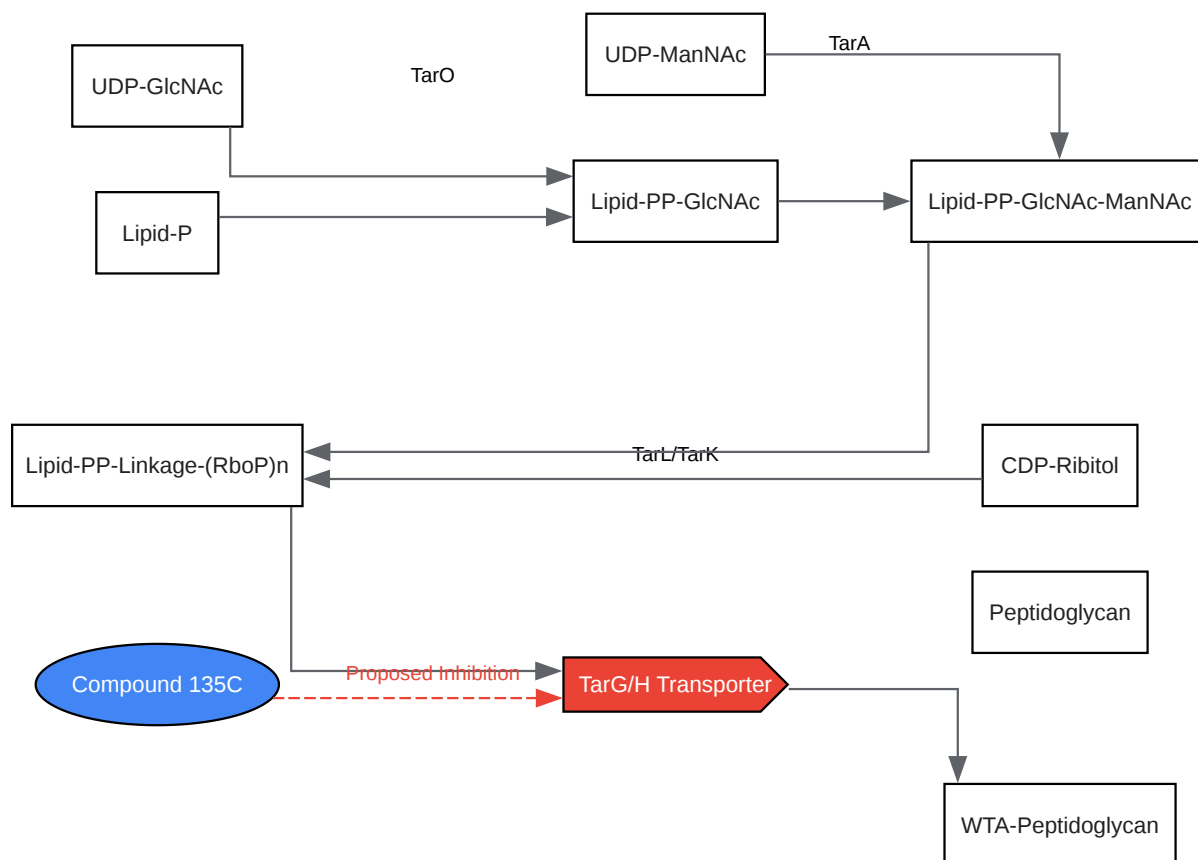 UDP-ManNAc
TarA
UDP-GlcNAc
TarO
Lipid-P
Lipid-PP-GlcNAc
Lipid-PP-GlcNAc-ManNAc
Lipid-PP-Linkage-(RboP)n
TarL/TarK
CDP-Ribitol
Peptidoglycan
Compound 135C
Proposed Inhibition
TarG/H Transporter
WTA-Peptidoglycan